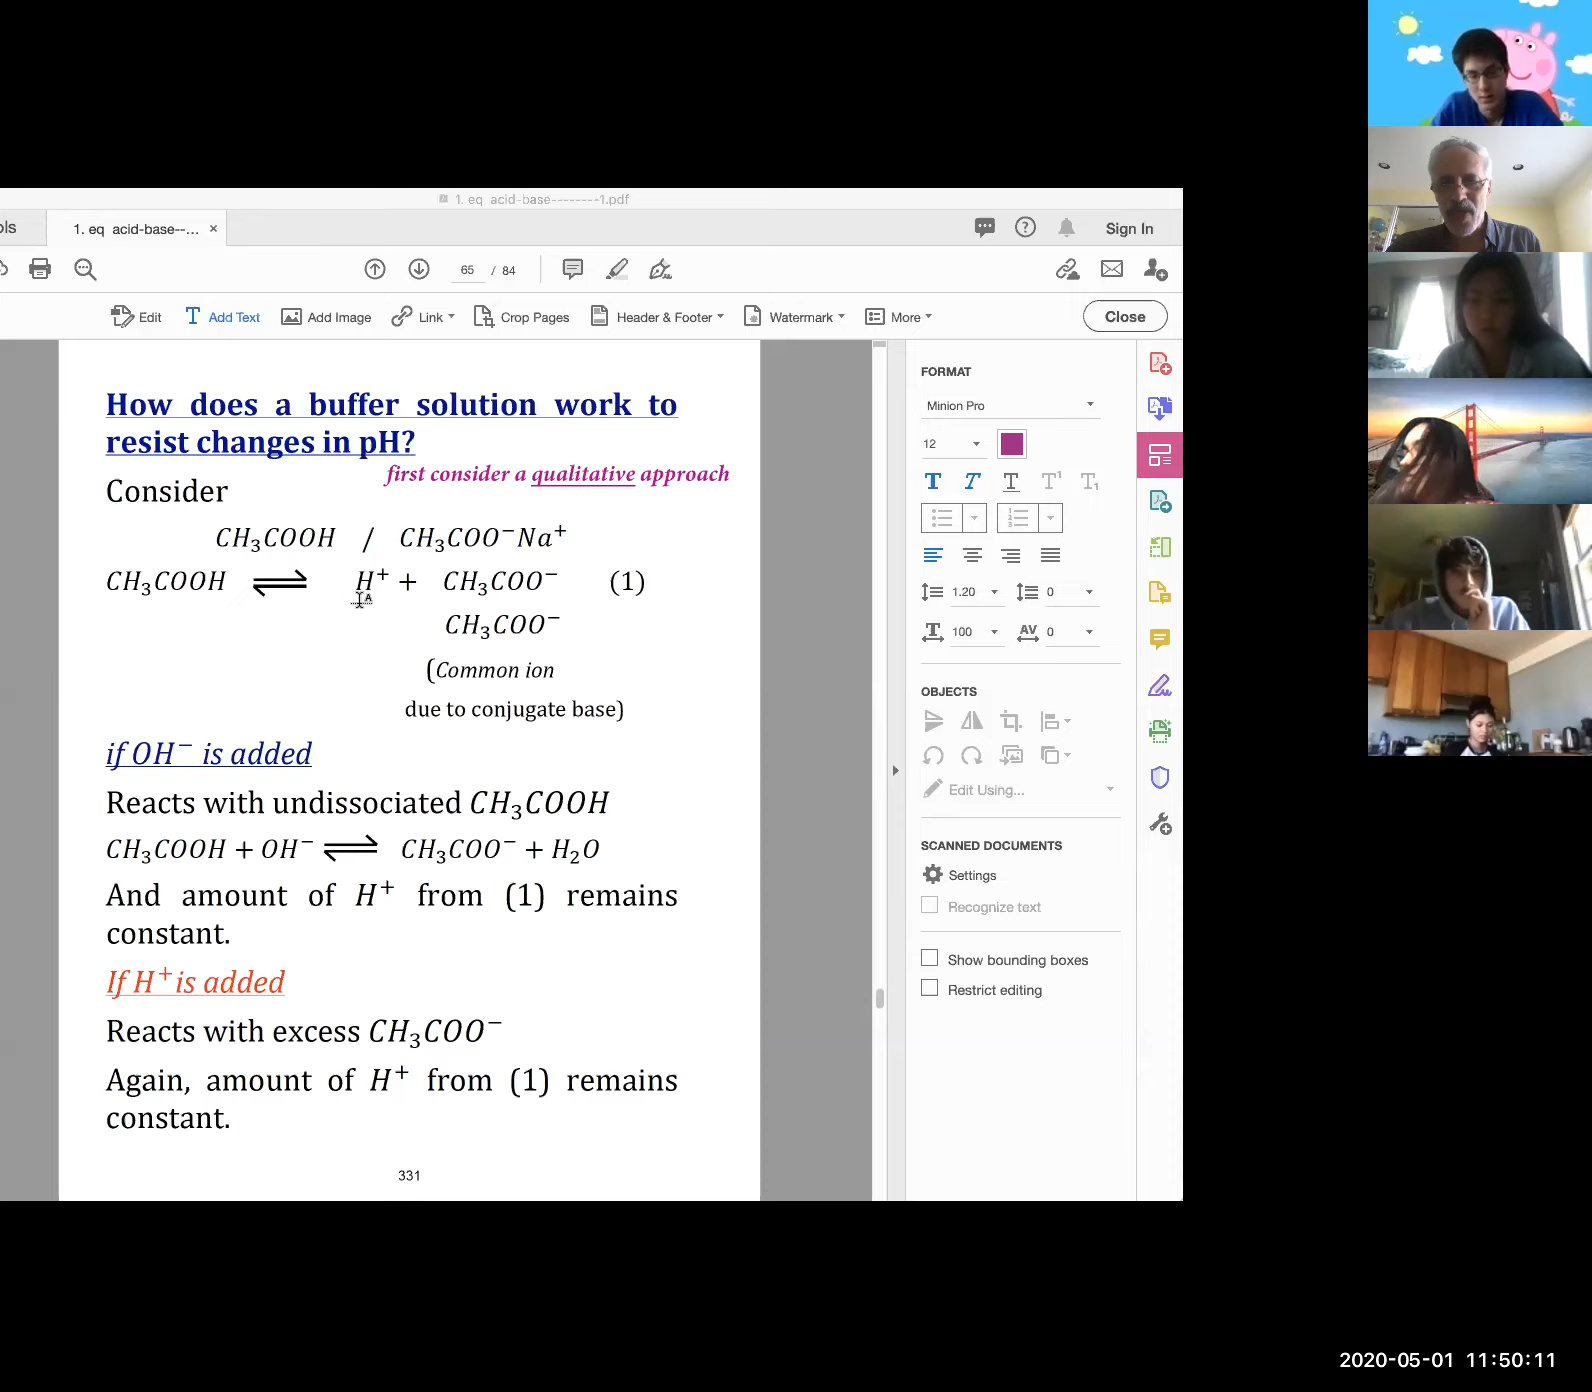 1. eq acid-base--------1.pdf
ols
1. eq acid-base--... ×
Sign In
65 / 84
Edit Add Text Add Image Link Crop Pages Header & Footer Watermark More Close
How does a buffer solution work to
resist changes in pH?
first consider a qualitative approach
Consider
CH₃COOH / CH₃COO⁻Na⁺
CH₃COOH ⇌ H⁺ + CH₃COO⁻ (1)
CH₃COO⁻
(Common ion
due to conjugate base)
if OH⁻ is added
Reacts with undissociated CH₃COOH
CH₃COOH + OH⁻ ⇌ CH₃COO⁻ + H₂O
And amount of H⁺ from (1) remains
constant.
If H⁺ is added
Reacts with excess CH₃COO⁻
Again, amount of H⁺ from (1) remains
constant.
331
FORMAT
Minion Pro
12
T T T T¹ T₁
1.20 0
100 AV 0
OBJECTS
Edit Using...
SCANNED DOCUMENTS
Settings
Recognize text
Show bounding boxes
Restrict editing
2020-05-01 11:50:11